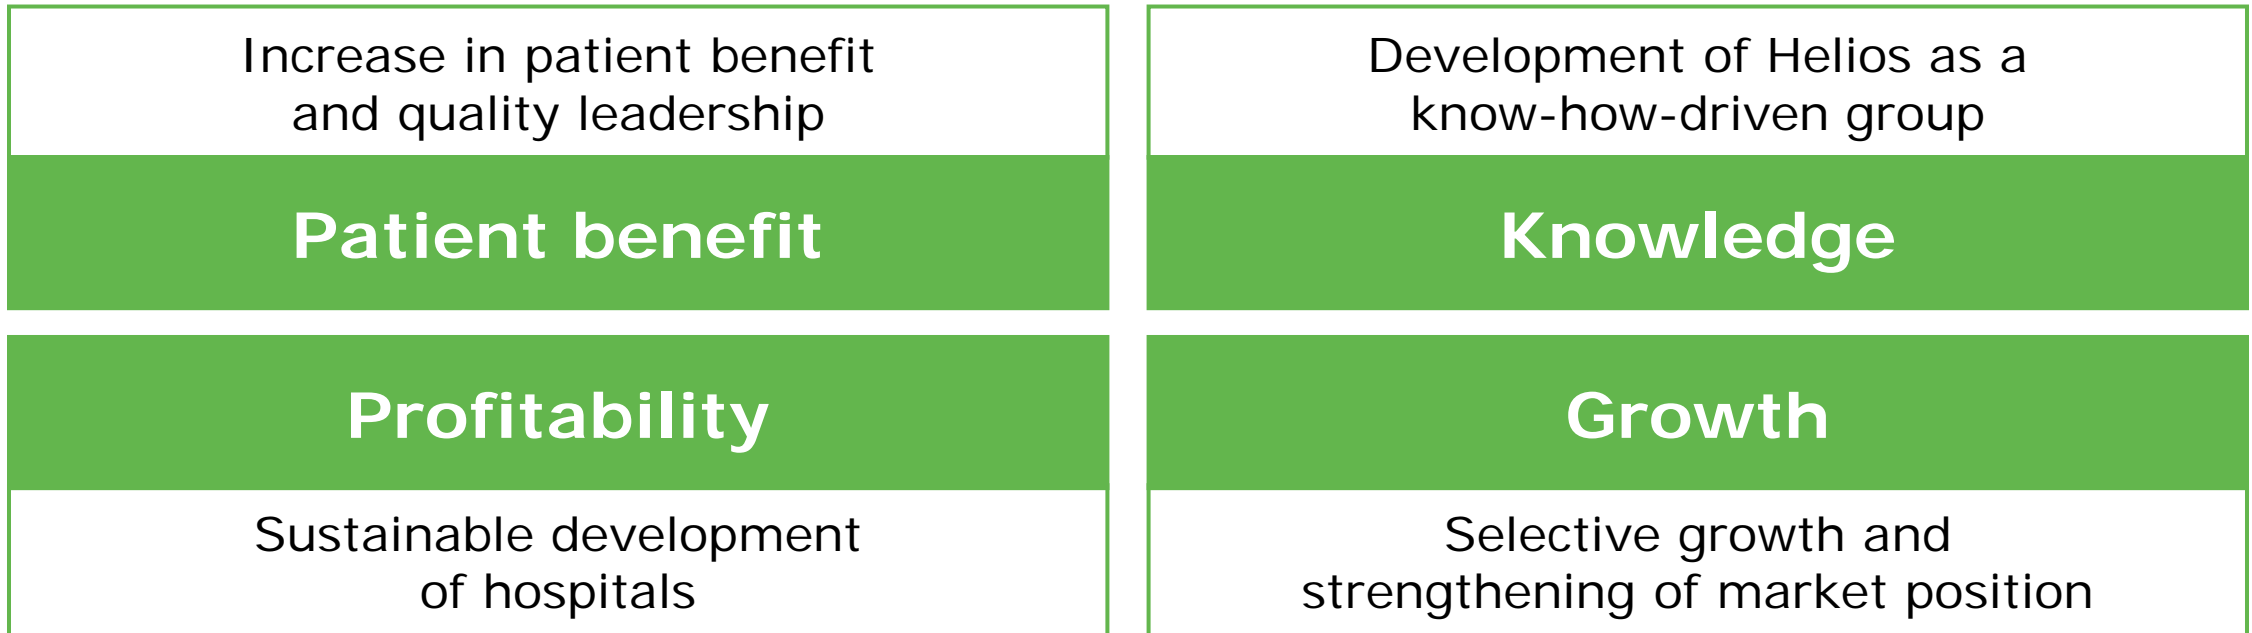 Increase in patient benefit
and quality leadership
Patient benefit
Development of Helios as a
know-how-driven group
Knowledge
Profitability
Sustainable development
of hospitals
Growth
Selective growth and
strengthening of market position